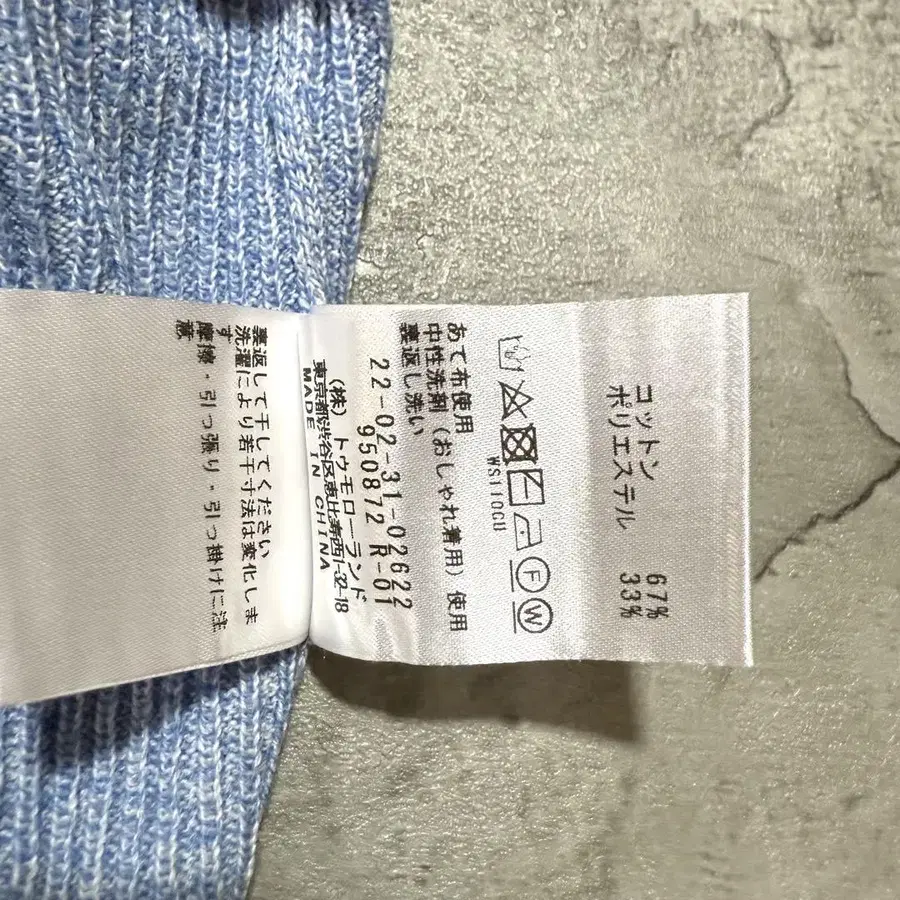 コットン 67%
ポリエステル 33%
F W
WS110GU
あて布使用
中性洗剤（おしゃれ着用）使用
裏返し洗い
22-02-31-02622
950872 R-01
(株) トゥモローランド
東京都渋谷区恵比寿西1-32-18
MADE IN CHINA
裏返して干してください
洗濯により若干寸法は変化しま
す
摩擦・引っ張り・引っ掛けに注
意